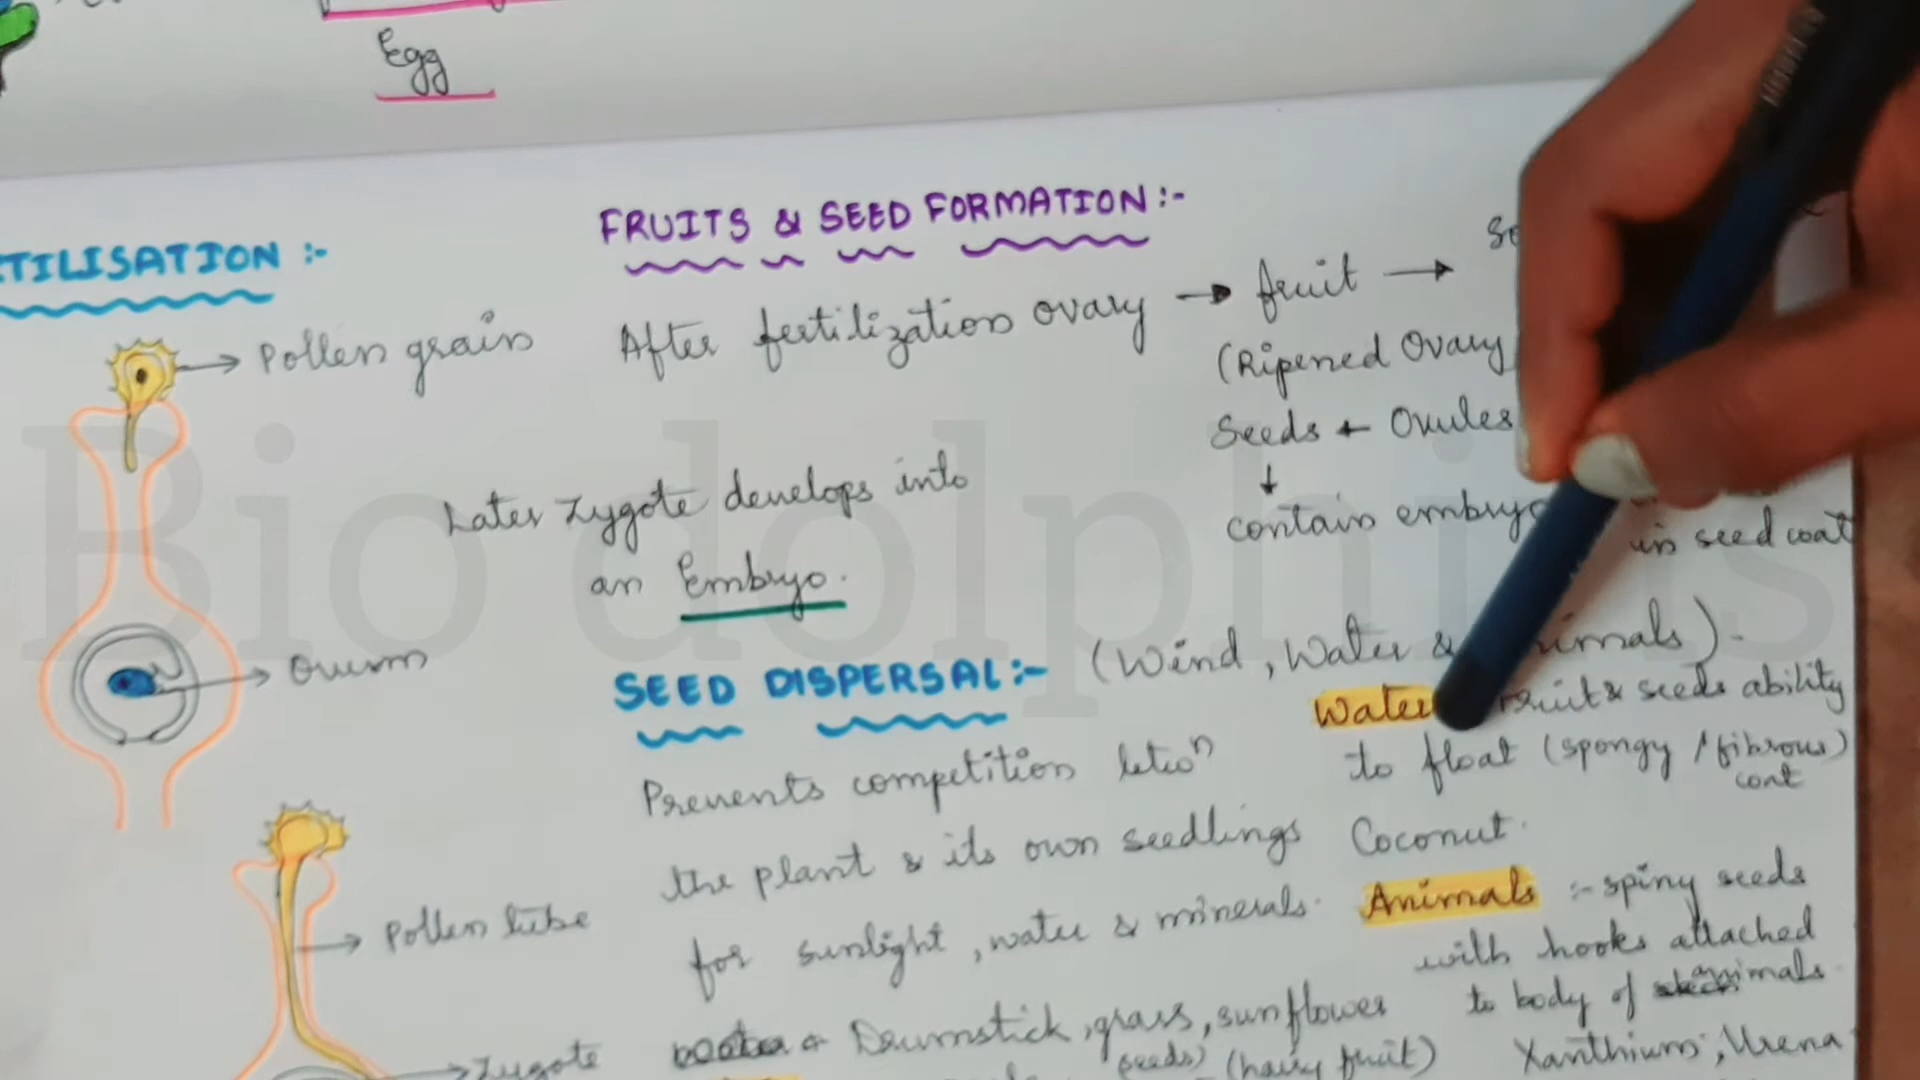 Egg
TILISATION :-
Pollen grain
Ovum
Pollen tube
Zygote
FRUITS & SEED FORMATION :-
After fertilization ovary → fruit →
(Ripened Ovary
Seeds ← Ovules
↓
contain embryo
in seed coat
Later zygote develops into
an Embryo.
SEED DISPERSAL :- (Wind, Water & Animals).
Prevents competition betwn
the plant & its own seedlings
for sunlight, water & minerals.
Drumstick, grass, sunflower
seeds) (hairy fruit)
Water fruit & seeds ability
to float (spongy / fibrous)
coat
Coconut.
Animals :- spiny seeds
with hooks attached
to body of animals.
Xanthium, Urena
Bio dolphins